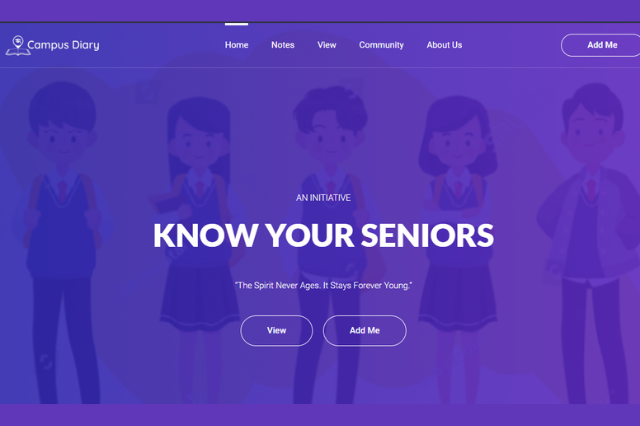 Campus Diary
Home Notes View Community About Us Add Me
AN INITIATIVE
KNOW YOUR SENIORS
"The Spirit Never Ages. It Stays Forever Young."
View Add Me